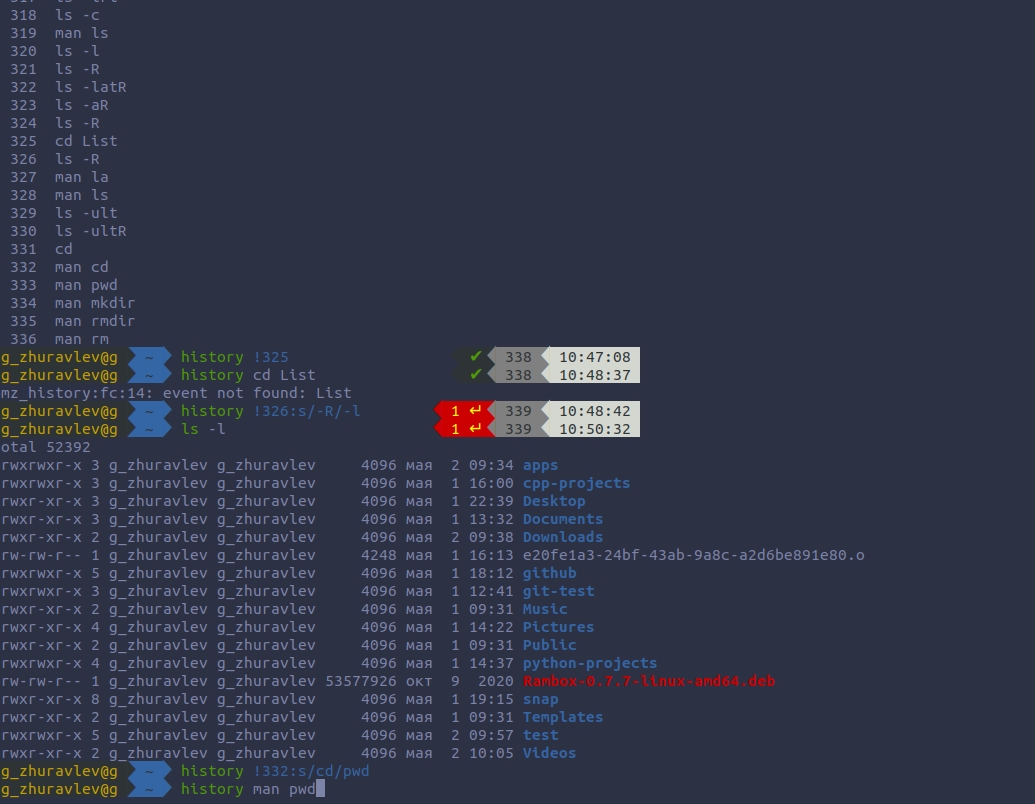 317 ls -lrt
318 ls -c
319 man ls
320 ls -l
321 ls -R
322 ls -latR
323 ls -aR
324 ls -R
325 cd List
326 ls -R
327 man la
328 man ls
329 ls -ult
330 ls -ultR
331 cd
332 man cd
333 man pwd
334 man mkdir
335 man rmdir
336 man rm
g_zhuravlev@g ~ history !325 ✔ 338 10:47:08
g_zhuravlev@g ~ history cd List ✔ 338 10:48:37
mz_history:fc:14: event not found: List
g_zhuravlev@g ~ history !326:s/-R/-l 1 ↵ 339 10:48:42
g_zhuravlev@g ~ ls -l 1 ↵ 339 10:50:32
otal 52392
rwxrwxr-x 3 g_zhuravlev g_zhuravlev 4096 мая 2 09:34 apps
rwxrwxr-x 3 g_zhuravlev g_zhuravlev 4096 мая 1 16:00 cpp-projects
rwxr-xr-x 3 g_zhuravlev g_zhuravlev 4096 мая 1 22:39 Desktop
rwxr-xr-x 3 g_zhuravlev g_zhuravlev 4096 мая 1 13:32 Documents
rwxr-xr-x 2 g_zhuravlev g_zhuravlev 4096 мая 2 09:38 Downloads
rw-rw-r-- 1 g_zhuravlev g_zhuravlev 4248 мая 1 16:13 e20fe1a3-24bf-43ab-9a8c-a2d6be891e80.o
rwxrwxr-x 5 g_zhuravlev g_zhuravlev 4096 мая 1 18:12 github
rwxrwxr-x 3 g_zhuravlev g_zhuravlev 4096 мая 1 12:41 git-test
rwxr-xr-x 2 g_zhuravlev g_zhuravlev 4096 мая 1 09:31 Music
rwxr-xr-x 4 g_zhuravlev g_zhuravlev 4096 мая 1 14:22 Pictures
rwxr-xr-x 2 g_zhuravlev g_zhuravlev 4096 мая 1 09:31 Public
rwxrwxr-x 4 g_zhuravlev g_zhuravlev 4096 мая 1 14:37 python-projects
rw-rw-r-- 1 g_zhuravlev g_zhuravlev 53577926 окт 9 2020 Rambox-0.7.7-linux-amd64.deb
rwxr-xr-x 8 g_zhuravlev g_zhuravlev 4096 мая 1 19:15 snap
rwxr-xr-x 2 g_zhuravlev g_zhuravlev 4096 мая 1 09:31 Templates
rwxrwxr-x 5 g_zhuravlev g_zhuravlev 4096 мая 2 09:57 test
rwxr-xr-x 2 g_zhuravlev g_zhuravlev 4096 мая 2 10:05 Videos
g_zhuravlev@g ~ history !332:s/cd/pwd
g_zhuravlev@g ~ history man pwd